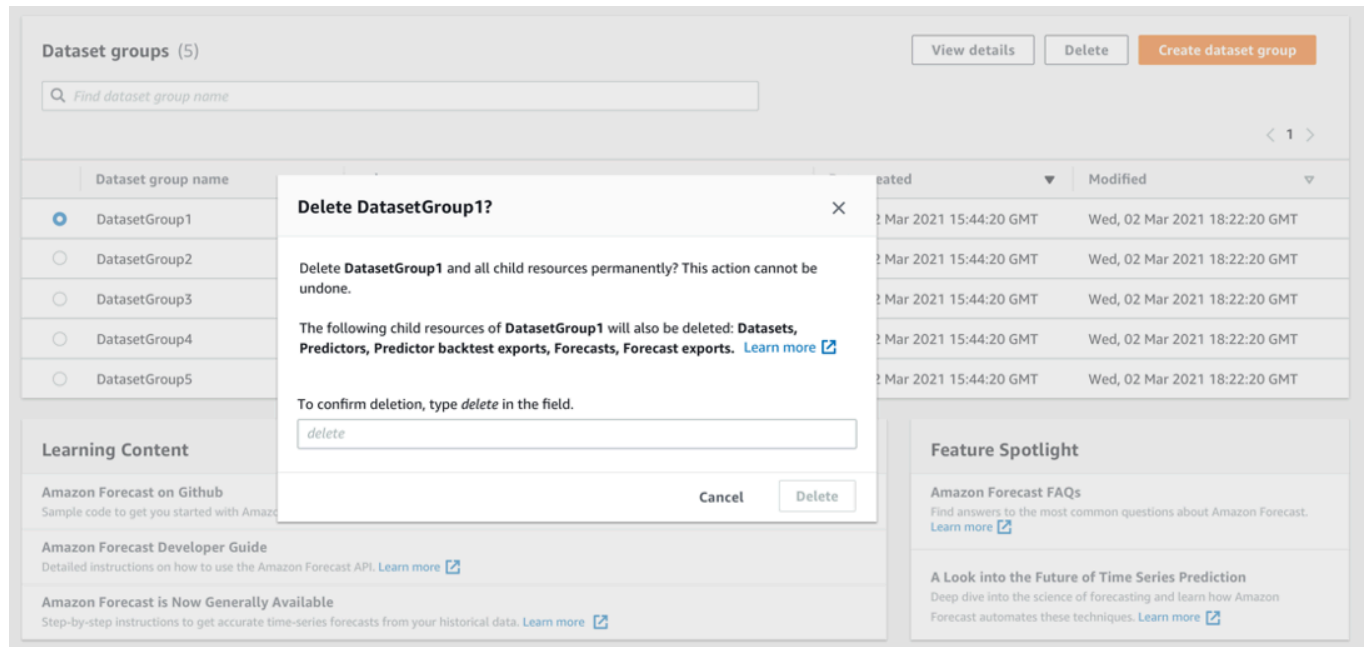 Dataset groups (5)
View details
Delete
Create dataset group
Find dataset group name
< 1 >
Dataset group name
eated
Modified
DatasetGroup1
2 Mar 2021 15:44:20 GMT
Wed, 02 Mar 2021 18:22:20 GMT
DatasetGroup2
2 Mar 2021 15:44:20 GMT
Wed, 02 Mar 2021 18:22:20 GMT
DatasetGroup3
2 Mar 2021 15:44:20 GMT
Wed, 02 Mar 2021 18:22:20 GMT
DatasetGroup4
2 Mar 2021 15:44:20 GMT
Wed, 02 Mar 2021 18:22:20 GMT
DatasetGroup5
2 Mar 2021 15:44:20 GMT
Wed, 02 Mar 2021 18:22:20 GMT
Delete DatasetGroup1?
Delete DatasetGroup1 and all child resources permanently? This action cannot be
undone.
The following child resources of DatasetGroup1 will also be deleted: Datasets,
Predictors, Predictor backtest exports, Forecasts, Forecast exports. Learn more
To confirm deletion, type delete in the field.
delete
Cancel
Delete
Learning Content
Amazon Forecast on Github
Sample code to get you started with Amazo
Amazon Forecast Developer Guide
Detailed instructions on how to use the Amazon Forecast API. Learn more
Amazon Forecast is Now Generally Available
Step-by-step instructions to get accurate time-series forecasts from your historical data. Learn more
Feature Spotlight
Amazon Forecast FAQs
Find answers to the most common questions about Amazon Forecast.
Learn more
A Look into the Future of Time Series Prediction
Deep dive into the science of forecasting and learn how Amazon
Forecast automates these techniques. Learn more